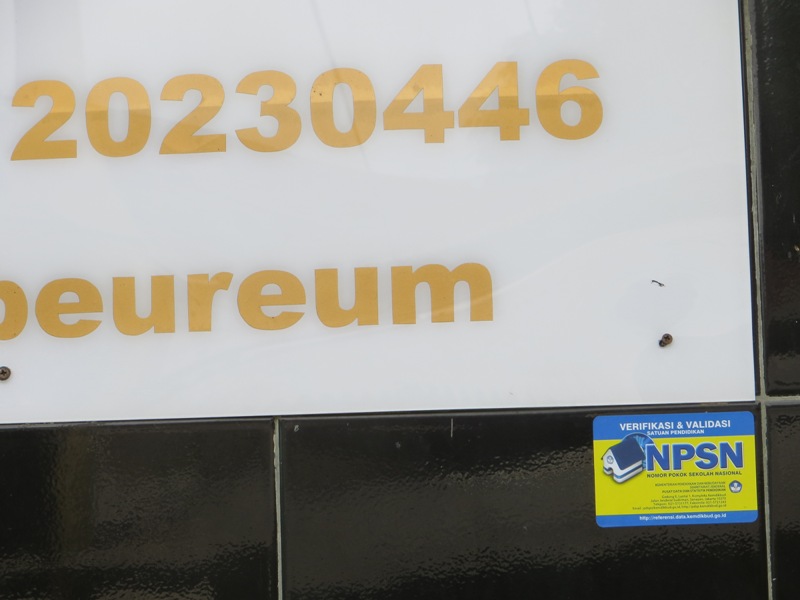 20230446
peureum
VERIFIKASI & VALIDASI
SATUAN PENDIDIKAN
NPSN
NOMOR POKOK SEKOLAH NASIONAL
http://referensi.data.kemdikbud.go.id